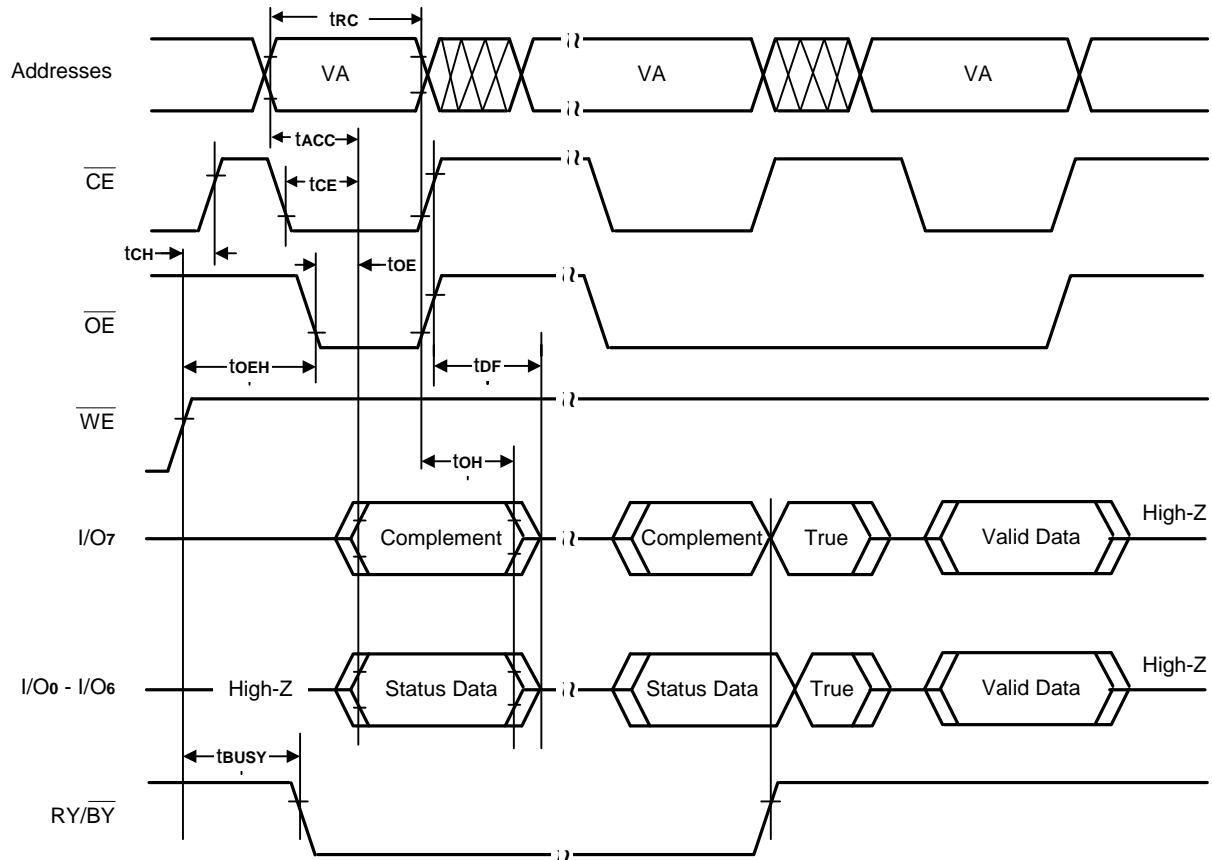 tRC
Addresses VA VA VA
tACC
CE
tCE
tCH
tOE
OE
tOEH
tDF
WE
tOH
I/O7 Complement Complement True Valid Data High-Z
I/O0 - I/O6 High-Z Status Data Status Data True Valid Data High-Z
tBUSY
RY/BY